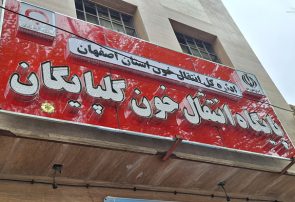 اداره کل انتقال خون استان اصفهان
پایگاه انتقال خون گلپایگان